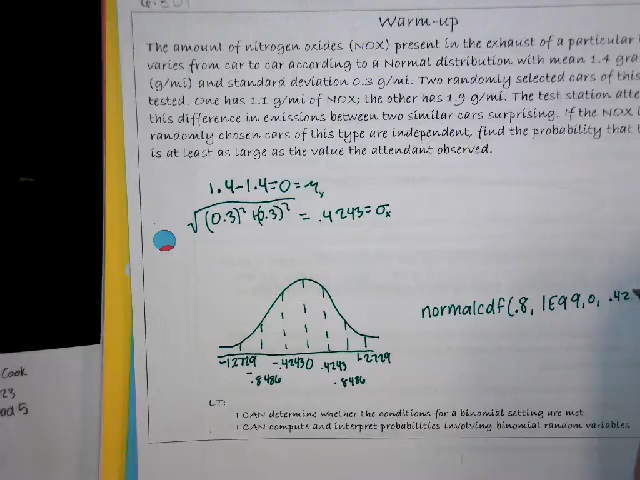 Warm-up
The amount of nitrogen oxides (NOX) present in the exhaust of a particular
varies from car to car according to a Normal distribution with mean 1.4 gra
(g/mi) and standard deviation 0.3 g/mi. Two randomly selected cars of this
tested. One has 1.1 g/mi of NOX; the other has 1.9 g/mi. The test station atte
this difference in emissions between two similar cars surprising. If the NOX
randomly chosen cars of this type are independent, find the probability that
is at least as large as the value the attendant observed.
1.4-1.4=0=
√(0.3)²+(0.3)² = .4243=σx
normalcdf(.8, 1E99, 0, .42
-1.2729 -.4243 0 .4243 1.2729
-.8486 .8486
Cook
23
od 5
LT:
I CAN determine whether the conditions for a binomial setting are met.
I CAN compute and interpret probabilities involving binomial random variables.